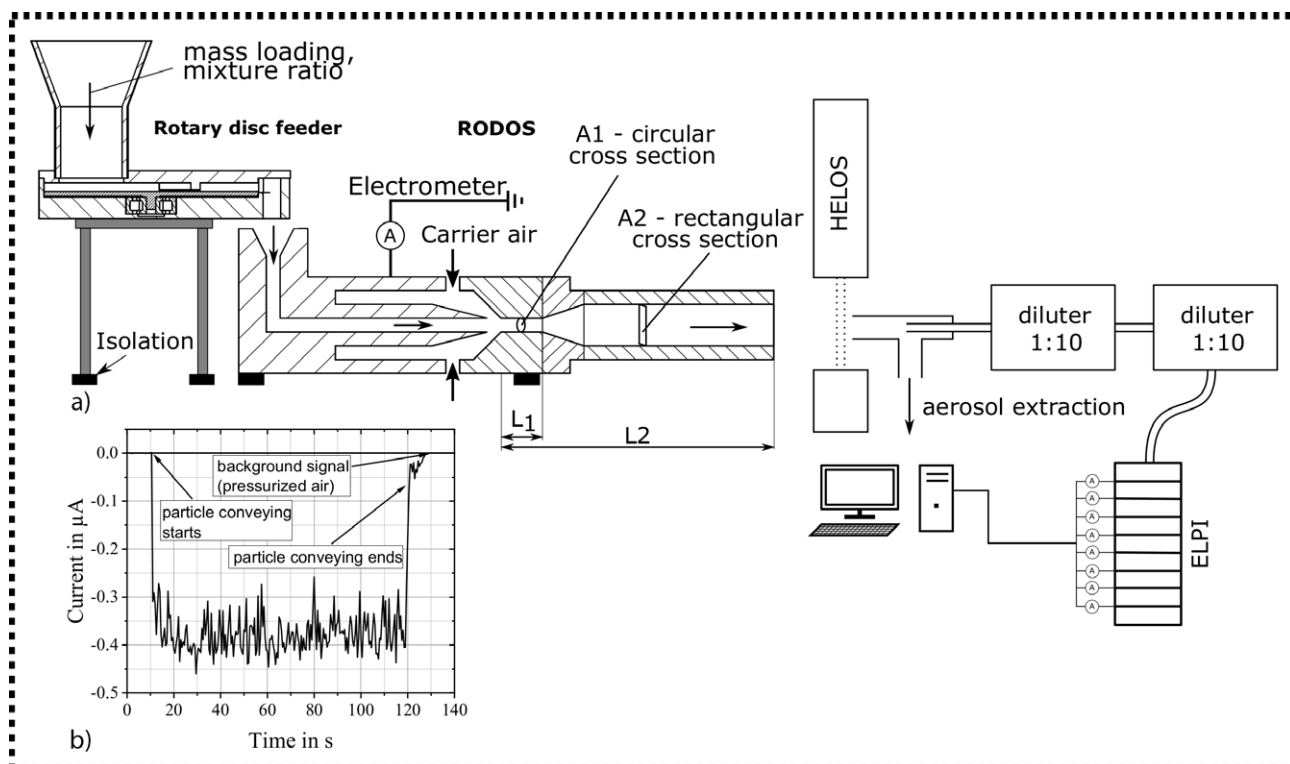 mass loading,
mixture ratio
Rotary disc feeder
RODOS
A1 - circular
cross section
Electrometer
A
Carrier air
A2 - rectangular
cross section
HELOS
Isolation
a)
L1
L2
diluter
1:10
diluter
1:10
aerosol extraction
A
A
A
A
A
A
A
A
ELPI
0.0
-0.1
-0.2
-0.3
-0.4
-0.5
Current in µA
background signal
(pressurized air)
particle conveying
starts
particle conveying ends
0 20 40 60 80 100 120 140
Time in s
b)